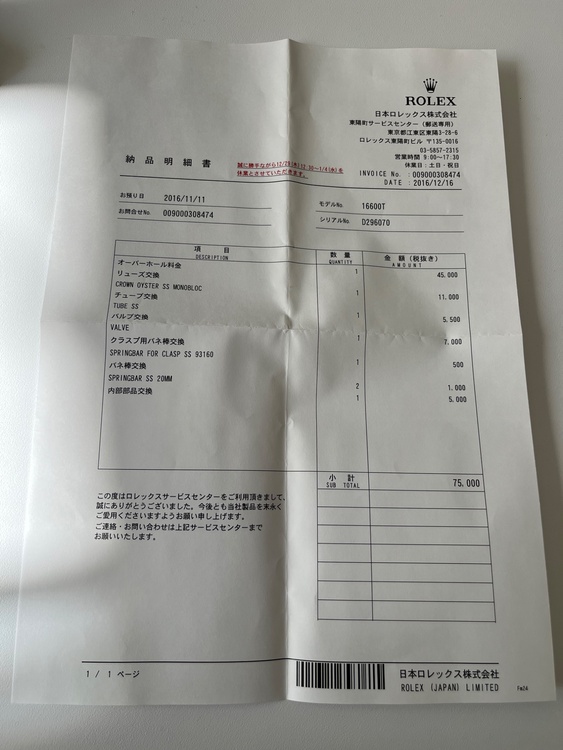 ROLEX
日本ロレックス株式会社
東陽町サービスセンター (郵送専用)
東京都江東区東陽3-28-6
ロレックス東陽町ビル 〒135-0016
03-5857-2315
営業時間 9:00〜17:30
休業日:土日・祝日
納品明細書
誠に勝手ながら12/29(木)12:30〜1/4(水)を
休業とさせていただきます。
INVOICE No. :009000308474
DATE :2016/12/16
お預り日 2016/11/11
お問合せNo. 009000308474
モデルNo. 16600T
シリアルNo. D296070
項 目 数 量 金 額 (税抜き)
DESCRIPTION QUANTITY AMOUNT
オーバーホール料金 1 45.000
リューズ交換 1 11.000
CROWN OYSTER SS MONOBLOC
チューブ交換 1 5.500
TUBE SS
バルブ交換 1 7.000
VALVE
クラスプ用バネ棒交換 1 500
SPRINGBAR FOR CLASP SS 93160
バネ棒交換 2 1.000
SPRINGBAR SS 20MM
内部部品交換 1 5.000
小 計 75.000
SUB TOTAL
この度はロレックスサービスセンターをご利用頂きまして、
誠にありがとうございました。今後とも当社製品を末永く
ご愛用くださいますようお願い申し上げます。
ご連絡・お問い合わせは上記サービスセンターまで
お願いいたします。
1 / 1 ページ
日本ロレックス株式会社
ROLEX (JAPAN) LIMITED
Fm24